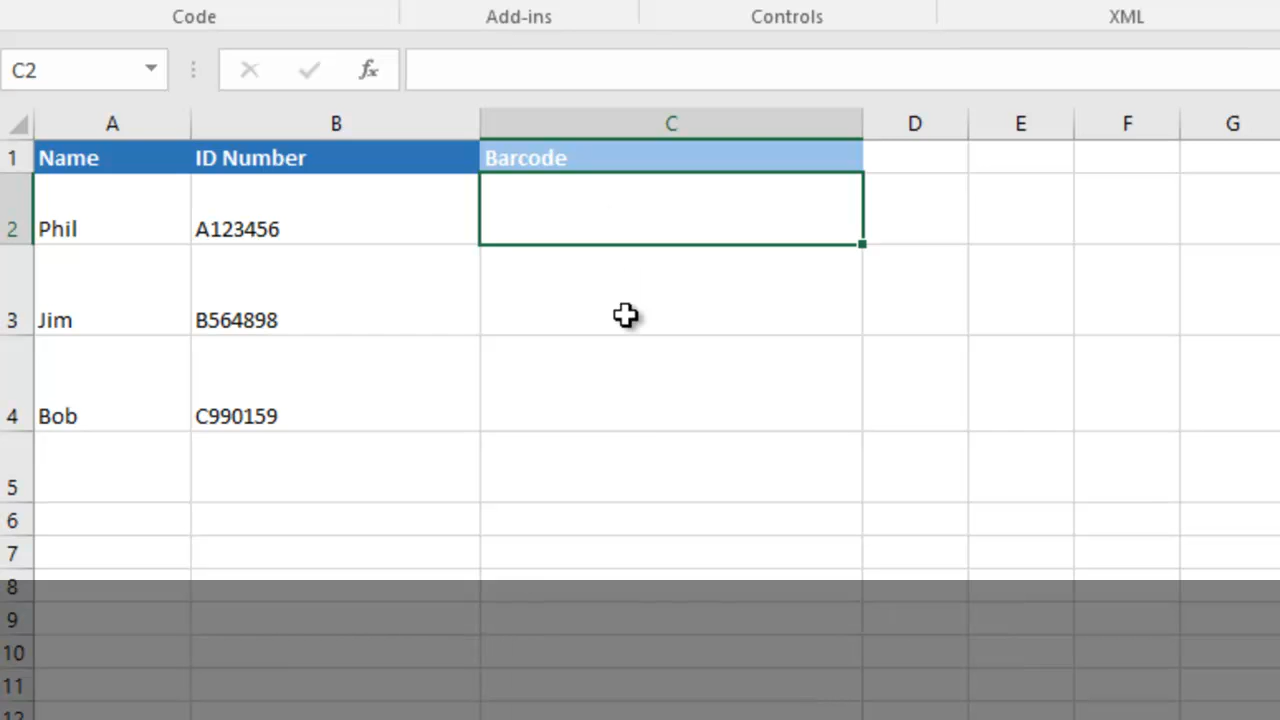 Code Add-ins Controls XML
C2 fx
A B C D E F G
1 Name ID Number Barcode
2 Phil A123456
3 Jim B564898
4 Bob C990159
5
6
7
8
9
10
11
12